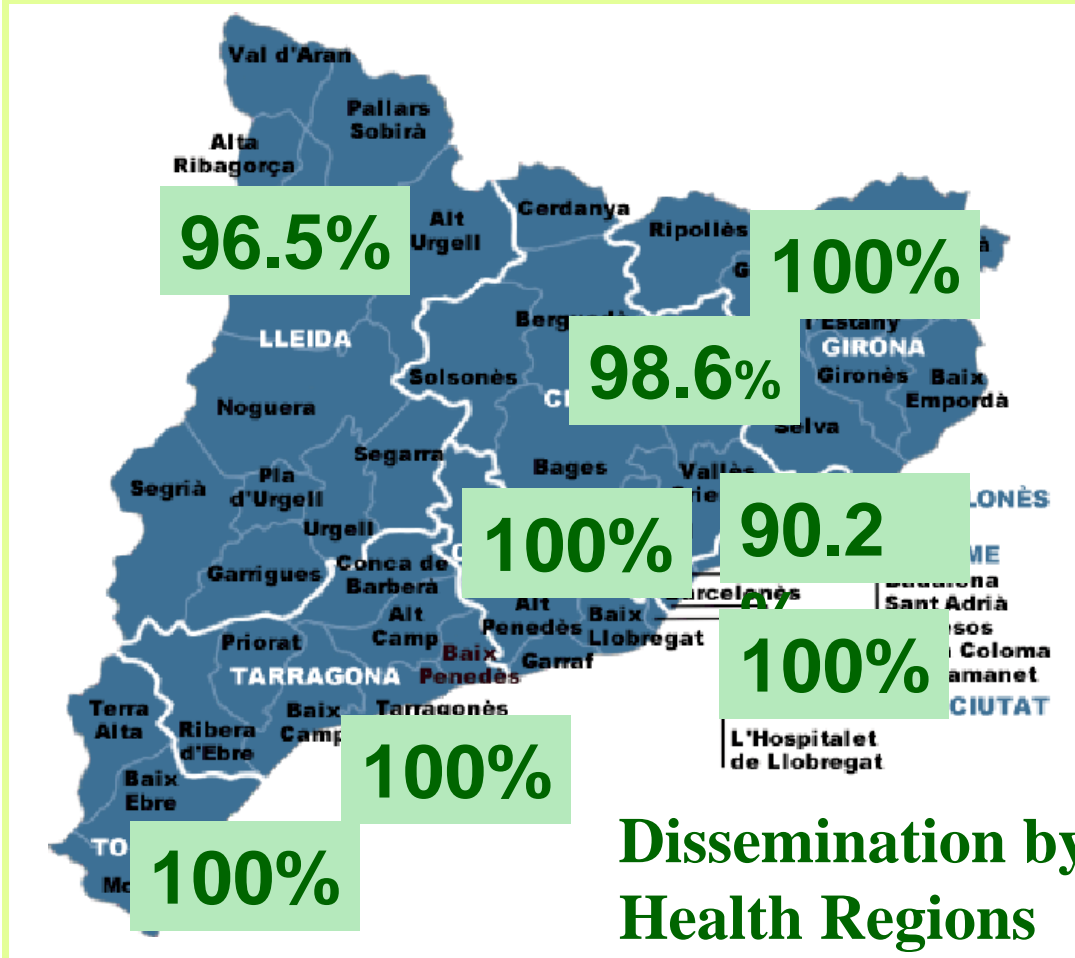 Val d'Aran
Pallars
Sobirà
Alta
Ribagorça
96.5%
Alt
Urgell
Cerdanya
Ripollès
100%
LLEIDA
98.6%
l'Estany
GIRONA
Solsonès
Gironès
Baix
Empordà
Noguera
Selva
Segarra
Bages
Vallès
Segrià
Pla
d'Urgell
Urgell
100%
90.2
%
LONÈS
ME
Garrigues
Conca de
Barberà
Sant Adrià
Alt
Camp
Alt
Penedès
Baix
Llobregat
Priorat
Baix
Penedès
Garraf
100%
Coloma
TARRAGONA
CIUTAT
Terra
Alta
Ribera
d'Ebre
Baix
Camp
Tarragonès
L'Hospitalet
de Llobregat
100%
Baix
Ebre
TO
100%
Dissemination by
Health Regions